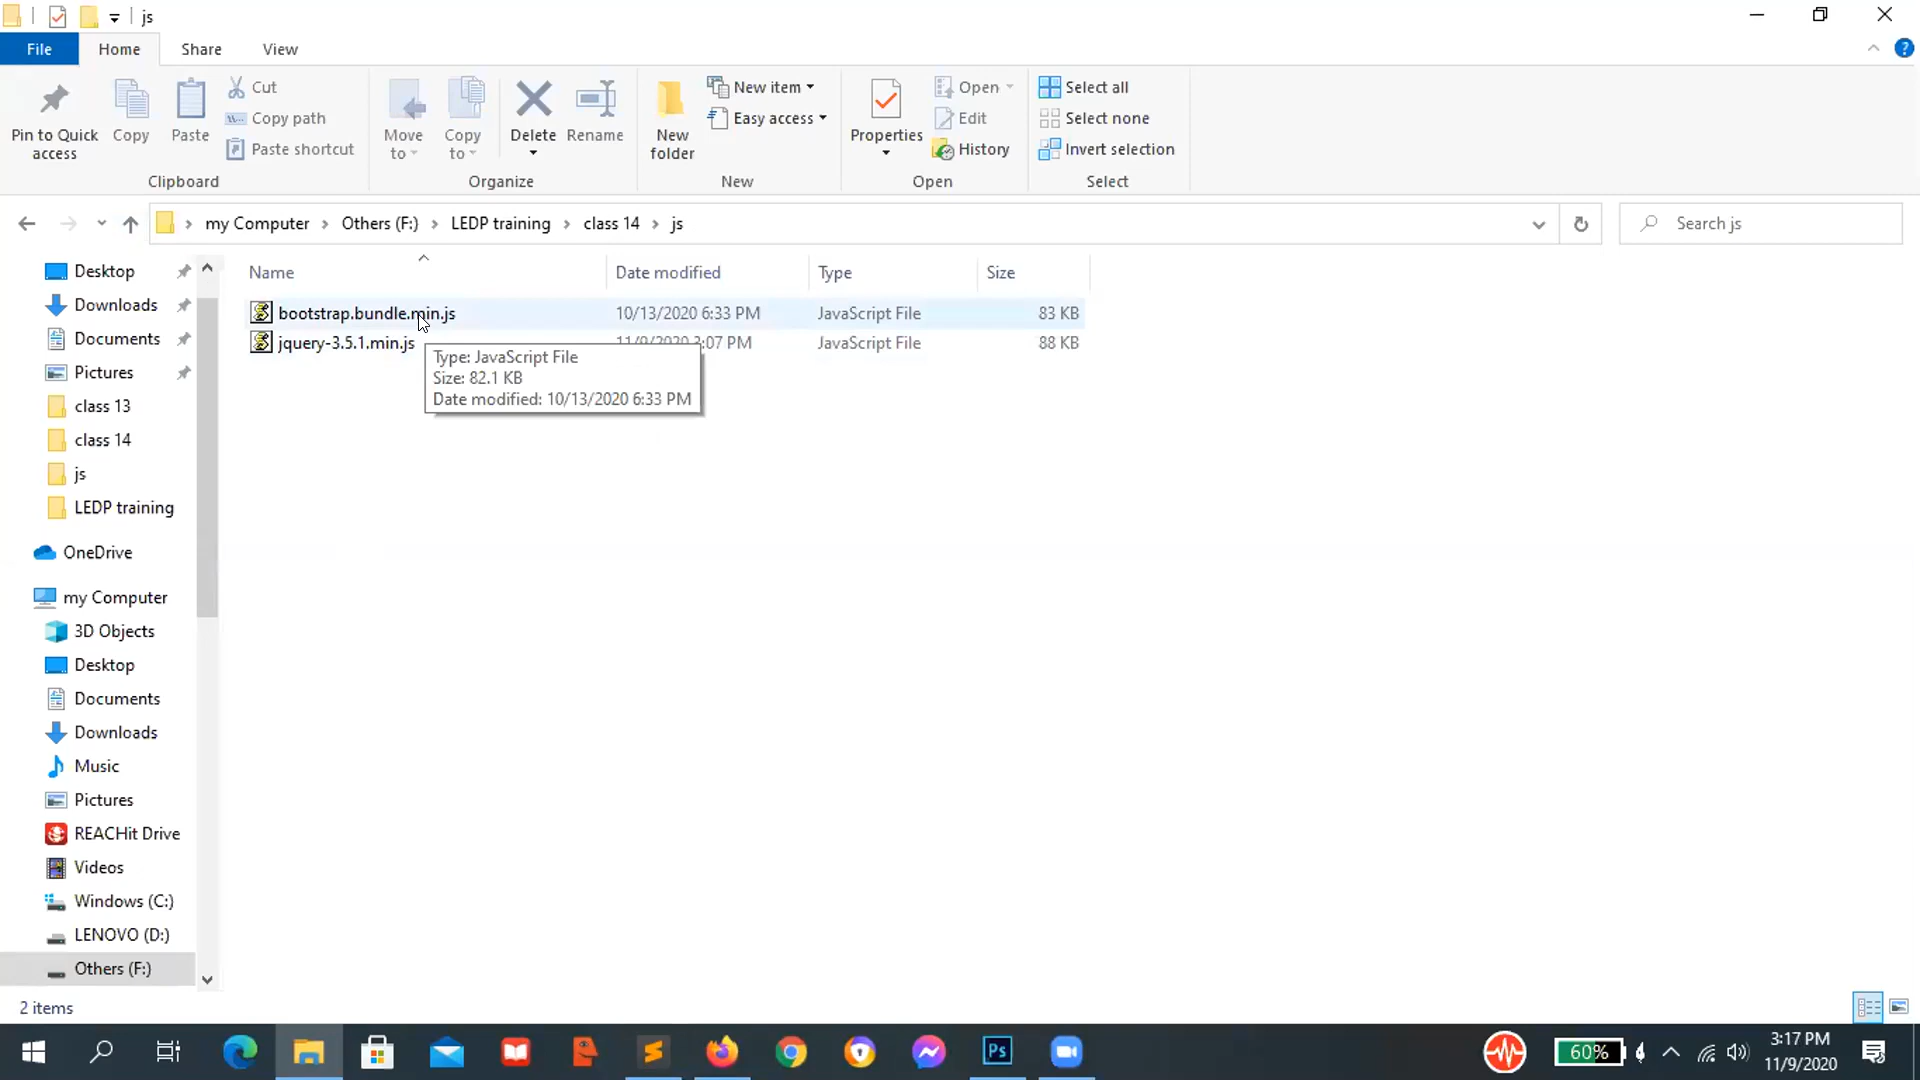 js
File Home Share View
Pin to Quick access
Copy
Paste
Cut
Copy path
Paste shortcut
Clipboard
Move to
Copy to
Delete
Rename
Organize
New folder
New item
Easy access
New
Properties
Open
Edit
History
Open
Select all
Select none
Invert selection
Select
my Computer > Others (F:) > LEDP training > class 14 > js
Search js
Name Date modified Type Size
bootstrap.bundle.min.js 10/13/2020 6:33 PM JavaScript File 83 KB
jquery-3.5.1.min.js 11/9/2020 3:07 PM JavaScript File 88 KB
Type: JavaScript File
Size: 82.1 KB
Date modified: 10/13/2020 6:33 PM
Desktop
Downloads
Documents
Pictures
class 13
class 14
js
LEDP training
OneDrive
my Computer
3D Objects
Desktop
Documents
Downloads
Music
Pictures
REACHit Drive
Videos
Windows (C:)
LENOVO (D:)
Others (F:)
2 items
Ps
60%
3:17 PM
11/9/2020